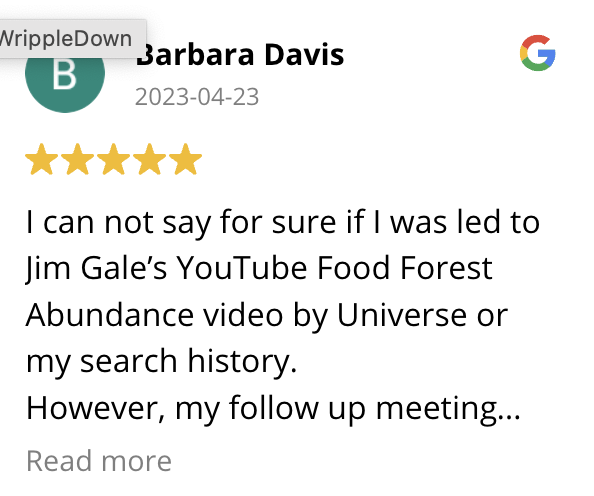 WrippleDown
B
Barbara Davis
2023-04-23
I can not say for sure if I was led to
Jim Gale’s YouTube Food Forest
Abundance video by Universe or
my search history.
However, my follow up meeting...
Read more